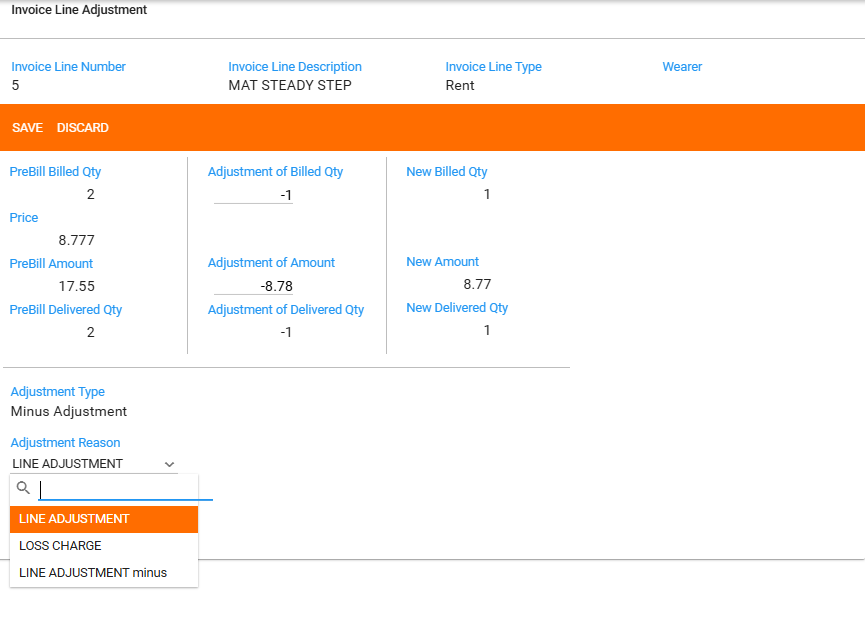 Invoice Line Adjustment
Invoice Line Number Invoice Line Description Invoice Line Type Wearer
5 MAT STEADY STEP Rent
SAVE DISCARD
PreBill Billed Qty Adjustment of Billed Qty New Billed Qty
2 -1 1
Price
8.777
PreBill Amount Adjustment of Amount New Amount
17.55 -8.78 8.77
PreBill Delivered Qty Adjustment of Delivered Qty New Delivered Qty
2 -1 1
Adjustment Type
Minus Adjustment
Adjustment Reason
LINE ADJUSTMENT
LINE ADJUSTMENT
LOSS CHARGE
LINE ADJUSTMENT minus